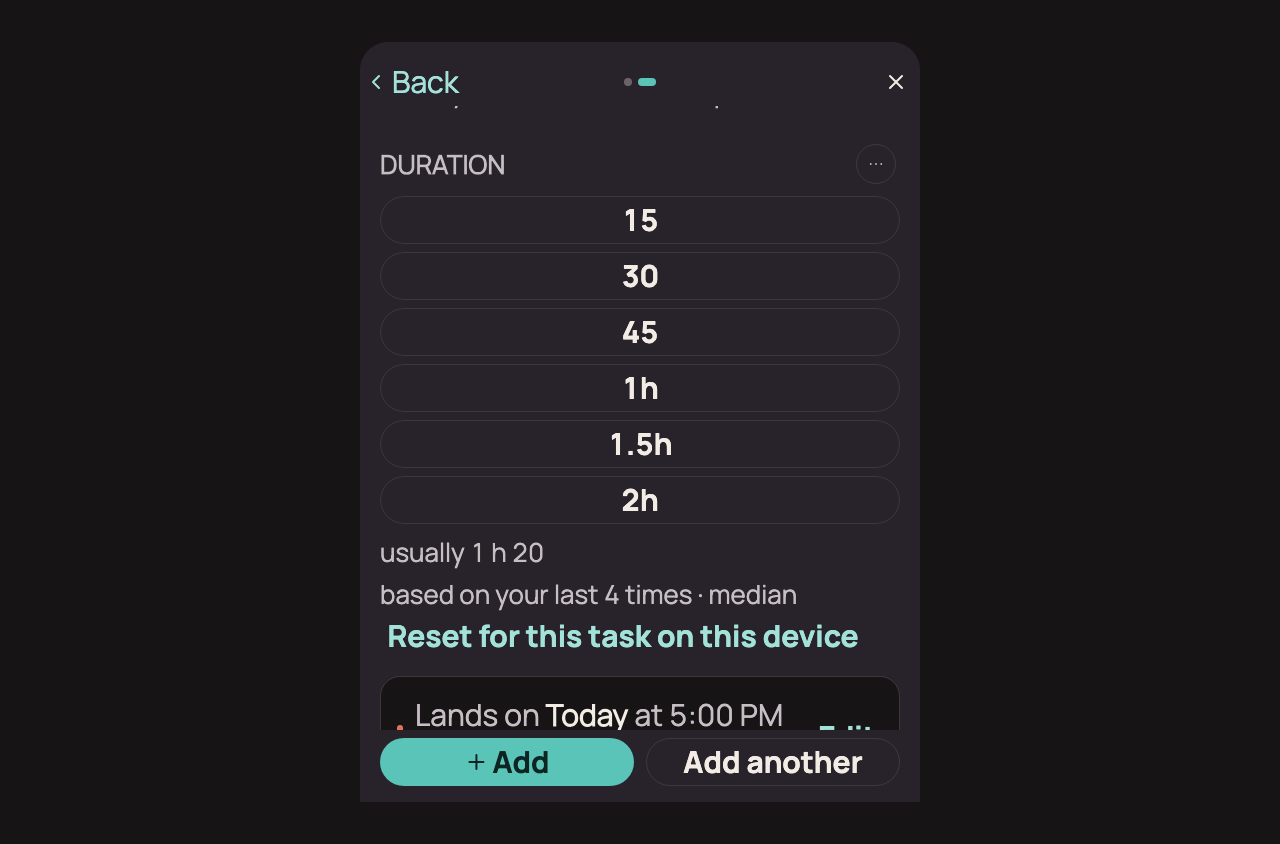 Back
DURATION
...
15
30
45
1h
1.5h
2h
usually 1 h 20
based on your last 4 times · median
Reset for this task on this device
Lands on Today at 5:00 PM
Edit
+ Add
Add another